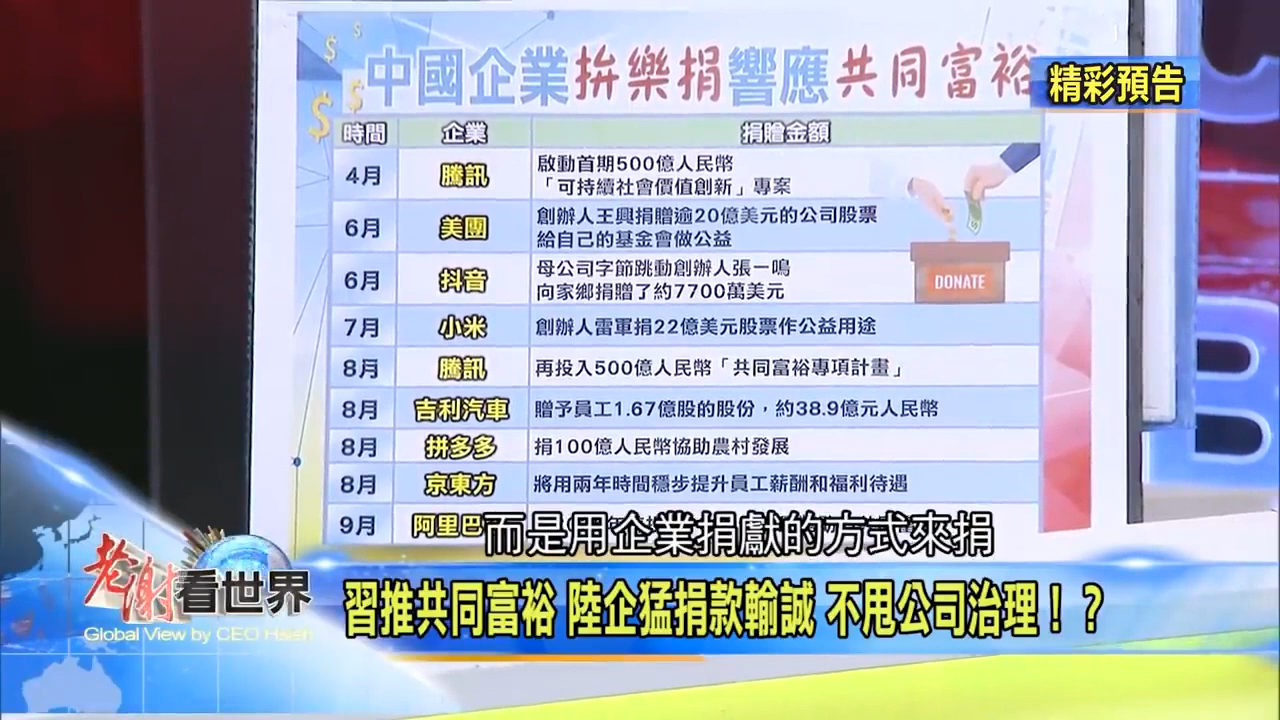 中國企業拚樂捐響應共同富裕
精彩預告
時間 企業 捐贈金額
4月 騰訊 啟動首期500億人民幣
「可持續社會價值創新」專案
6月 美團 創辦人王興捐贈逾20億美元的公司股票
給自己的基金會做公益
6月 抖音 母公司字節跳動創辦人張一鳴
向家鄉捐贈了約7700萬美元
DONATE
7月 小米 創辦人雷軍捐22億美元股票作公益用途
8月 騰訊 再投入500億人民幣「共同富裕專項計畫」
8月 吉利汽車 贈予員工1.67億股的股份，約38.9億元人民幣
8月 拼多多 捐100億人民幣協助農村發展
8月 京東方 將用兩年時間穩步提升員工薪酬和福利待遇
9月 阿里巴
而是用企業捐獻的方式來捐
老謝看世界
Global View by CEO Hsieh
習推共同富裕 陸企猛捐款輸誠 不甩公司治理！？